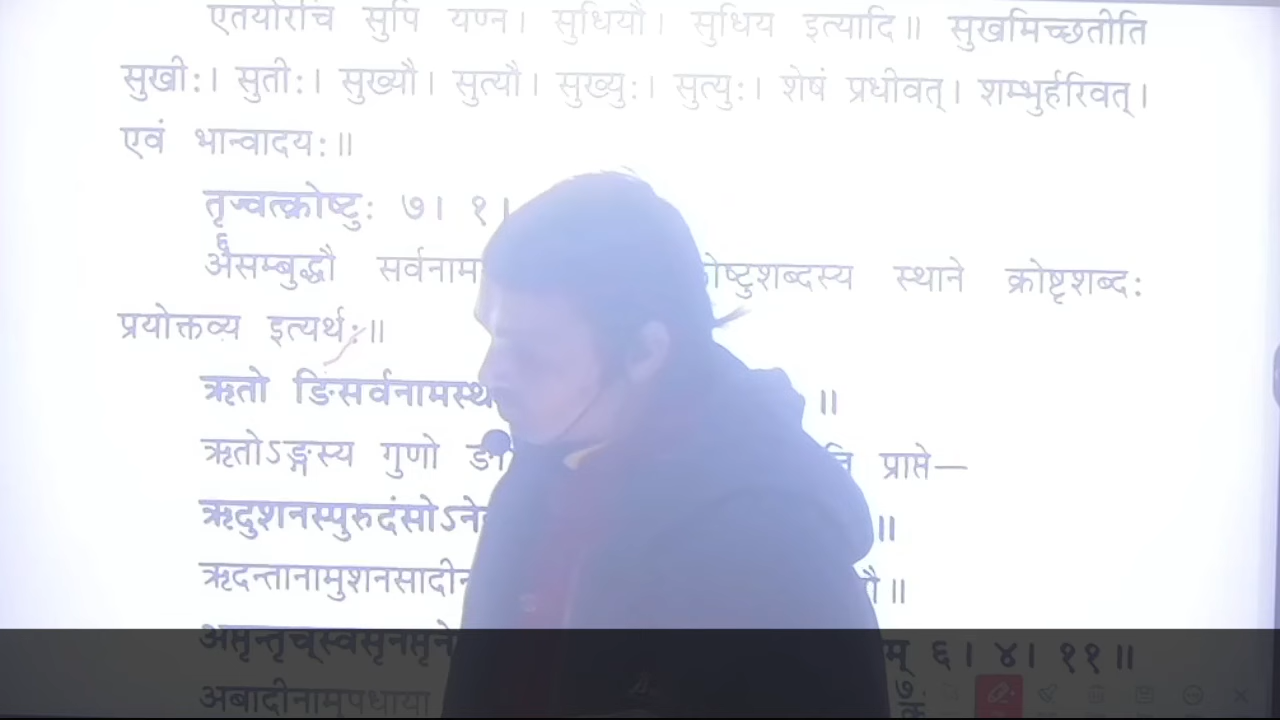 एतयोरचि सुपि यण्न। सुधियौ। सुधिय इत्यादि॥ सुखमिच्छतीति
सुखीः। सुतीः। सुख्यौ। सुत्यौ। सुख्युः। सुत्युः। शेषं प्रधीवत्। शम्भुर्हरिवत्।
एवं भान्वादयः॥
तृज्वत्क्रोष्टुः ७। १।
असम्बुद्धौ सर्वनाम ोष्टुशब्दस्य स्थाने क्रोष्टृशब्दः
प्रयोक्तव्य इत्यर्थः॥
ऋतो ङिसर्वनामस्थ ॥
ऋतोऽङ्गस्य गुणो प्राप्ते—
ऋदुशनस्पुरुदंसोऽने ॥
ऋदन्तानामुशनसादीन ॥
अप्तृन्तृच्स्वसृनप्तृने म् ६। ४। ११॥
अबादीनामुपधाया